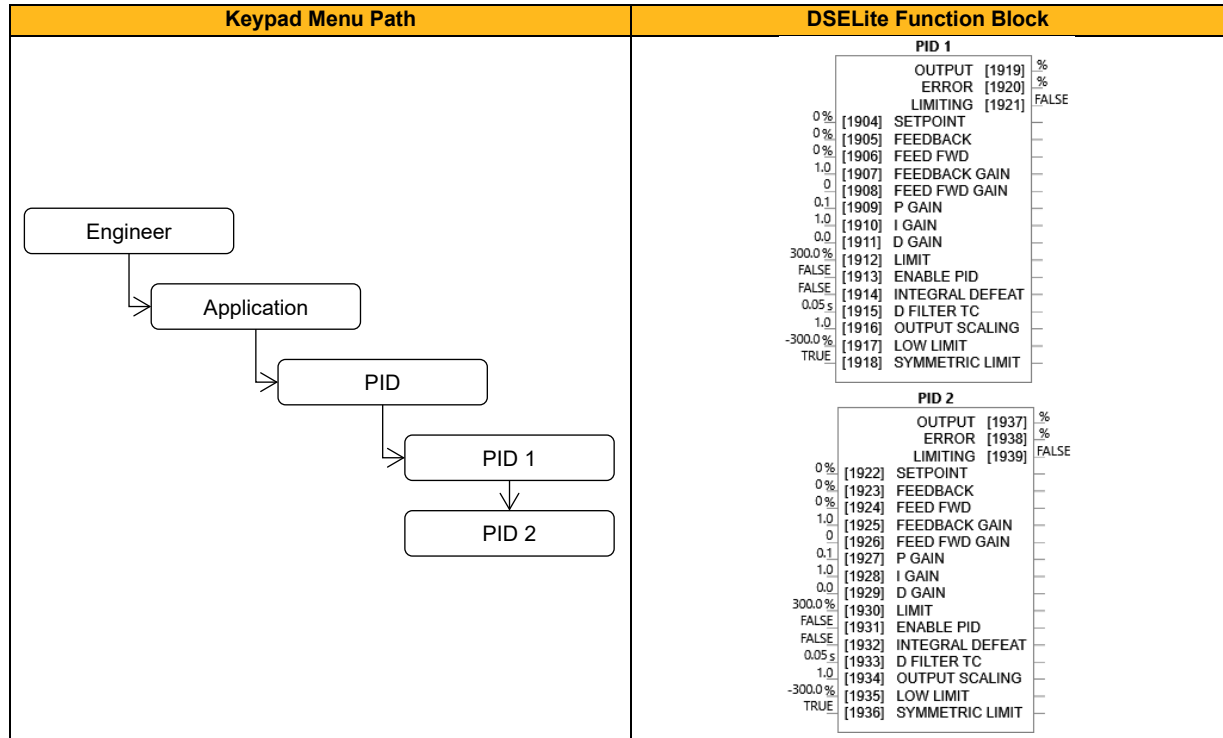 Keypad Menu Path
DSELite Function Block
Engineer
Application
PID
PID 1
PID 2
PID 1
OUTPUT [1919] %
ERROR [1920] %
LIMITING [1921] FALSE
0% [1904] SETPOINT
0% [1905] FEEDBACK
0% [1906] FEED FWD
1.0 [1907] FEEDBACK GAIN
0 [1908] FEED FWD GAIN
0.1 [1909] P GAIN
1.0 [1910] I GAIN
0.0 [1911] D GAIN
300.0% [1912] LIMIT
FALSE [1913] ENABLE PID
FALSE [1914] INTEGRAL DEFEAT
0.05 s [1915] D FILTER TC
1.0 [1916] OUTPUT SCALING
-300.0% [1917] LOW LIMIT
TRUE [1918] SYMMETRIC LIMIT
PID 2
OUTPUT [1937] %
ERROR [1938] %
LIMITING [1939] FALSE
0% [1922] SETPOINT
0% [1923] FEEDBACK
0% [1924] FEED FWD
1.0 [1925] FEEDBACK GAIN
0 [1926] FEED FWD GAIN
0.1 [1927] P GAIN
1.0 [1928] I GAIN
0.0 [1929] D GAIN
300.0% [1930] LIMIT
FALSE [1931] ENABLE PID
FALSE [1932] INTEGRAL DEFEAT
0.05 s [1933] D FILTER TC
1.0 [1934] OUTPUT SCALING
-300.0% [1935] LOW LIMIT
TRUE [1936] SYMMETRIC LIMIT